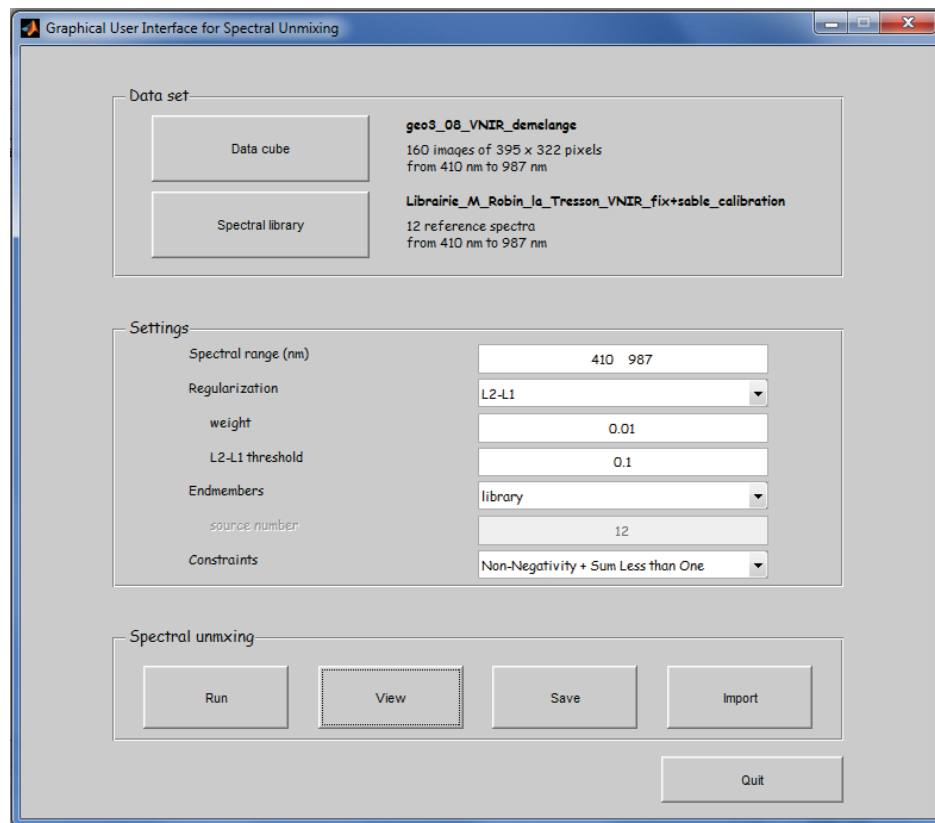 Graphical User Interface for Spectral Unmixing
Data set
Data cube
geo3_08_VNIR_demelange
160 images of 395 x 322 pixels
from 410 nm to 987 nm
Spectral library
Librairie_M_Robin_la_Tresson_VNIR_fix+sable_calibration
12 reference spectra
from 410 nm to 987 nm
Settings
Spectral range (nm) 410 987
Regularization L2-L1
weight 0.01
L2-L1 threshold 0.1
Endmembers library
source number 12
Constraints Non-Negativity + Sum Less than One
Spectral unmxing
Run View Save Import
Quit